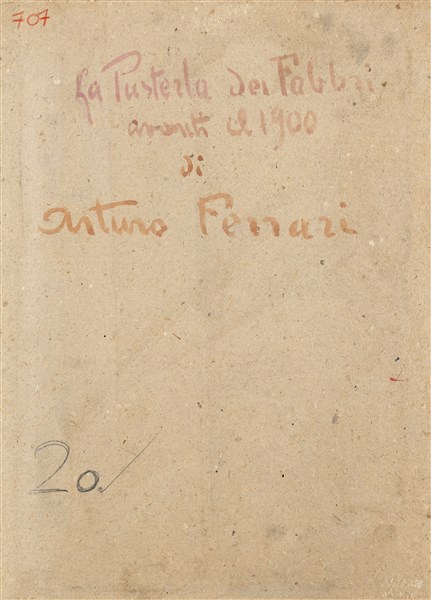 707
La Pusterla dei Fabbri
avanti il 1900
di
Arturo Ferrari
20